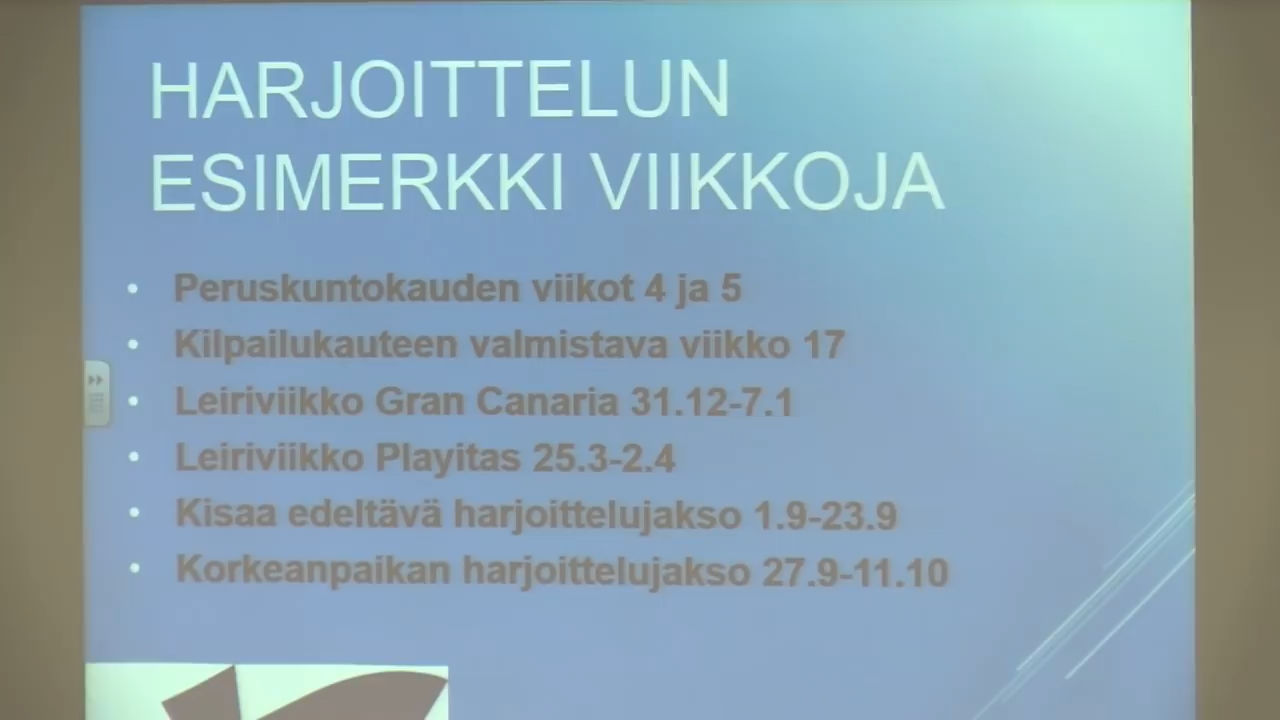 HARJOITTELUN
ESIMERKKI VIIKKOJA
• Peruskuntokauden viikot 4 ja 5
• Kilpailukauteen valmistava viikko 17
• Leiriviikko Gran Canaria 31.12-7.1
• Leiriviikko Playitas 25.3-2.4
• Kisaa edeltävä harjoittelujakso 1.9-23.9
• Korkeanpaikan harjoittelujakso 27.9-11.10